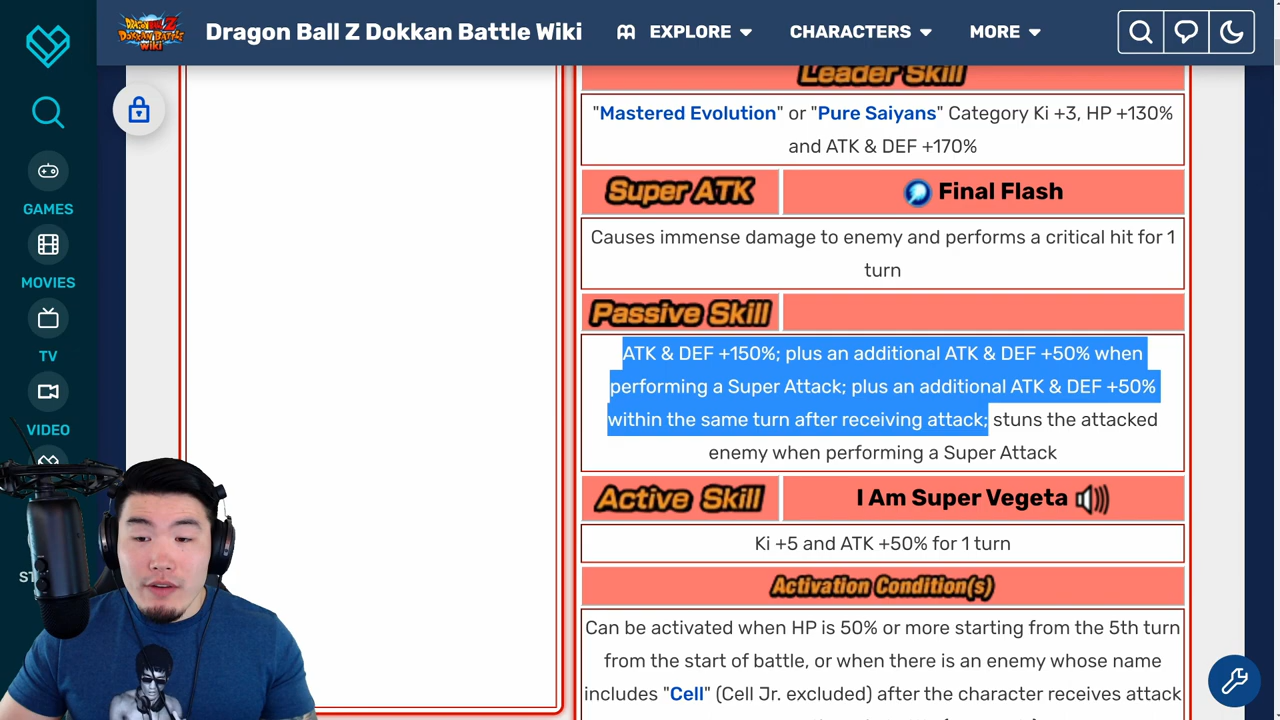 Dragon Ball Z Dokkan Battle Wiki
EXPLORE
CHARACTERS
MORE
DRAGON BALL Z
DOKKAN BATTLE
WIKI
GAMES
MOVIES
TV
VIDEO
ST
Leader Skill
"Mastered Evolution" or "Pure Saiyans" Category Ki +3, HP +130%
and ATK & DEF +170%
Super ATK
Final Flash
Causes immense damage to enemy and performs a critical hit for 1
turn
Passive Skill
ATK & DEF +150%; plus an additional ATK & DEF +50% when
performing a Super Attack; plus an additional ATK & DEF +50%
within the same turn after receiving attack; stuns the attacked
enemy when performing a Super Attack
Active Skill
I Am Super Vegeta
Ki +5 and ATK +50% for 1 turn
Activation Condition(s)
Can be activated when HP is 50% or more starting from the 5th turn
from the start of battle, or when there is an enemy whose name
includes "Cell" (Cell Jr. excluded) after the character receives attack